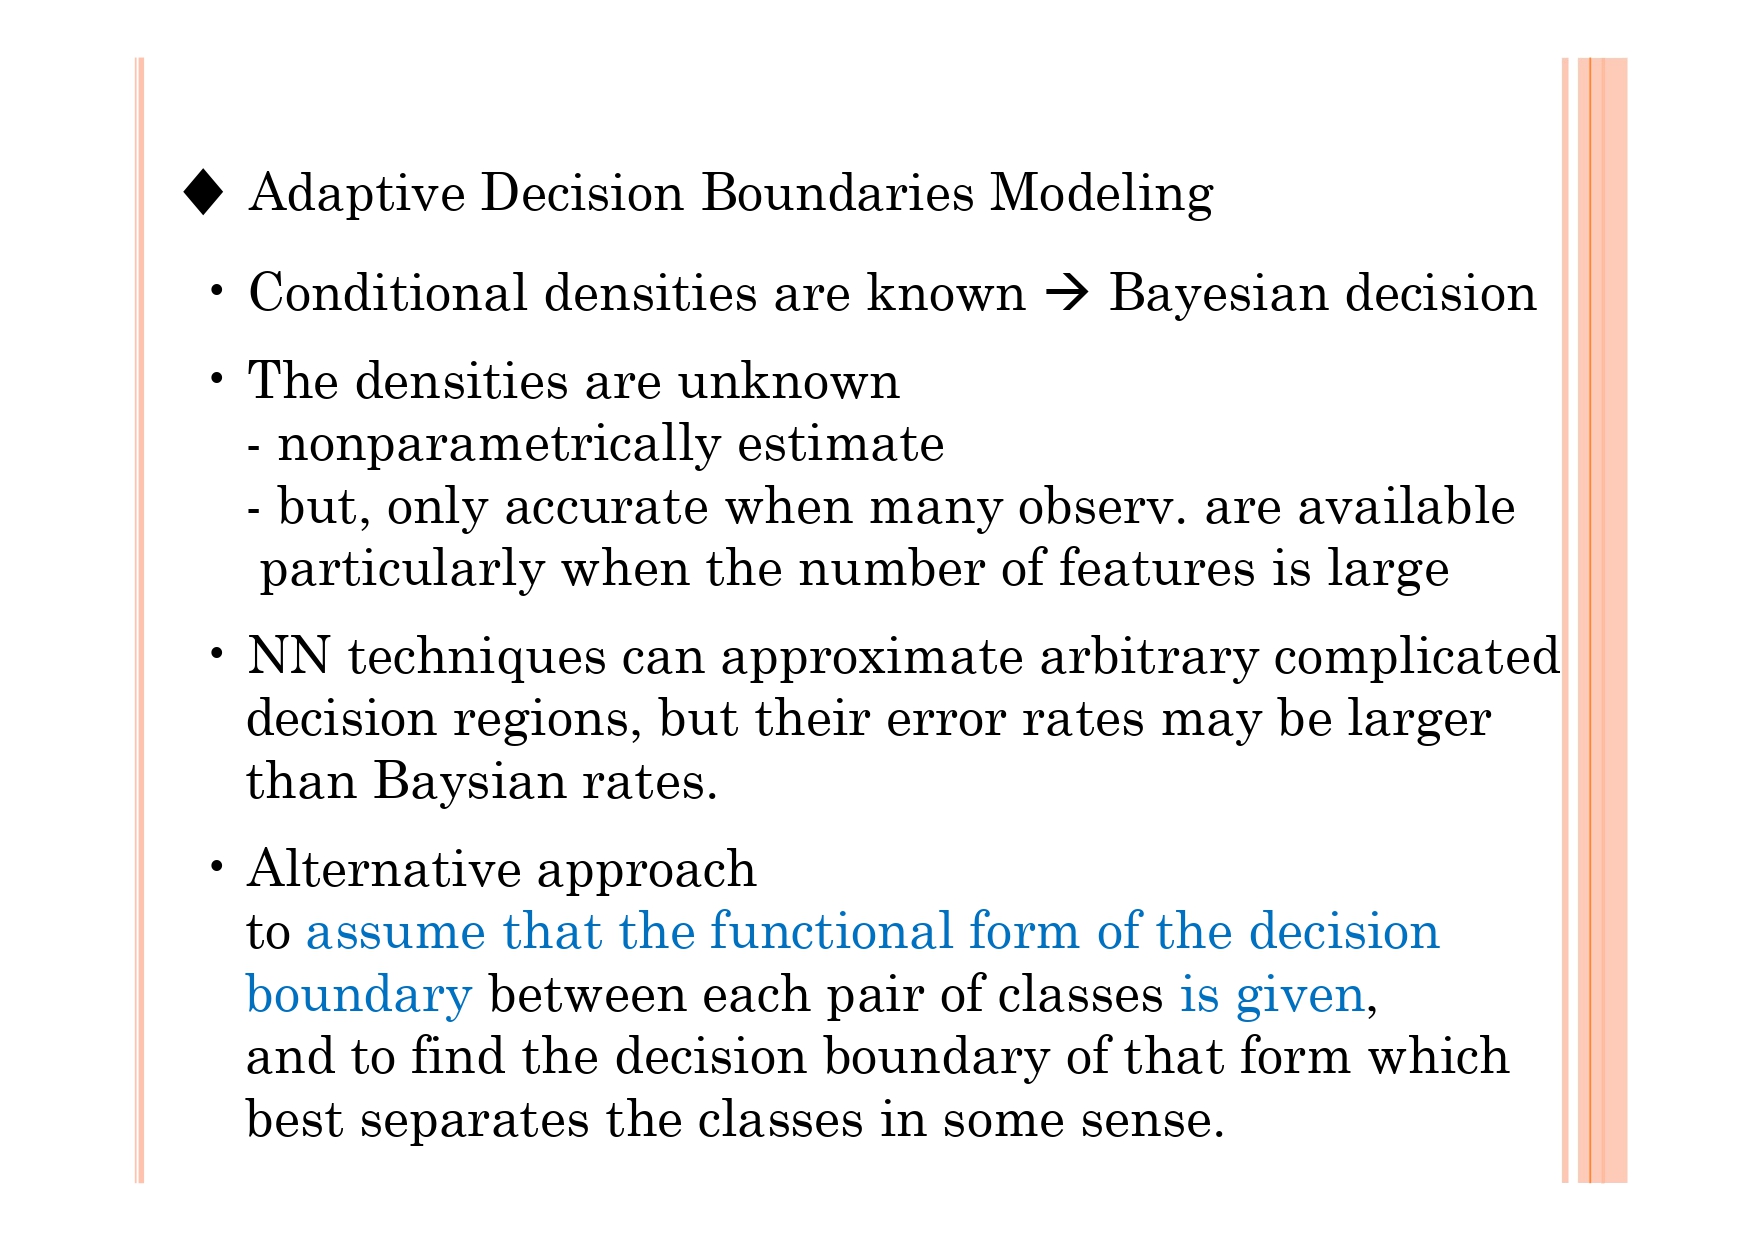 ♦ Adaptive Decision Boundaries Modeling
・Conditional densities are known → Bayesian decision
・The densities are unknown
- nonparametrically estimate
- but, only accurate when many observ. are available
particularly when the number of features is large
・NN techniques can approximate arbitrary complicated
decision regions, but their error rates may be larger
than Baysian rates.
・Alternative approach
to assume that the functional form of the decision
boundary between each pair of classes is given,
and to find the decision boundary of that form which
best separates the classes in some sense.